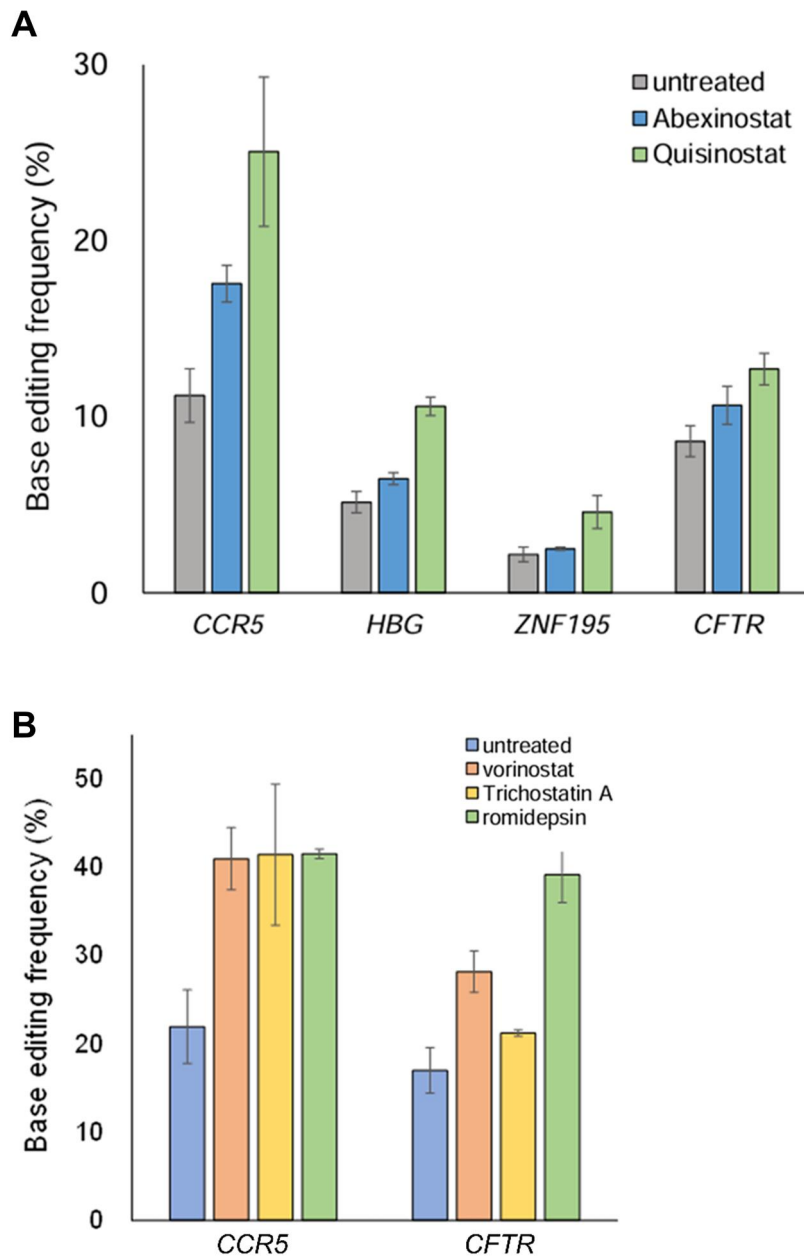 A
Base editing frequency (%)
30
20
10
0
untreated
Abexinostat
Quisinostat
CCR5 HBG ZNF195 CFTR
B
Base editing frequency (%)
50
40
30
20
10
0
untreated
vorinostat
Trichostatin A
romidepsin
CCR5 CFTR